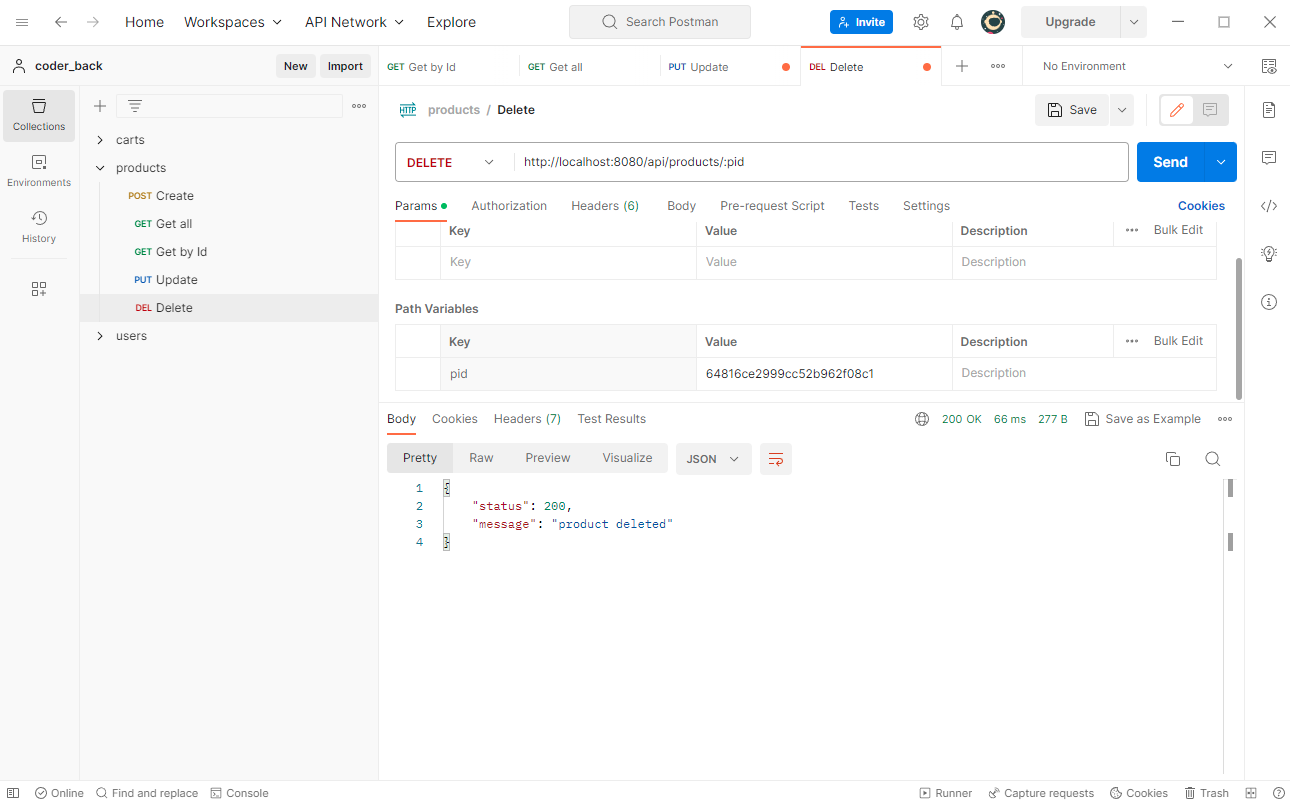 Home Workspaces API Network Explore Search Postman Invite Upgrade
coder_back New Import GET Get by Id GET Get all PUT Update DEL Delete No Environment
Collections
Environments
History
carts
products
POST Create
GET Get all
GET Get by Id
PUT Update
DEL Delete
users
HTTP products / Delete Save
DELETE http://localhost:8080/api/products/:pid Send
Params Authorization Headers (6) Body Pre-request Script Tests Settings Cookies
Key Value Description Bulk Edit
Key Value Description
Path Variables
Key Value Description Bulk Edit
pid 64816ce2999cc52b962f08c1 Description
Body Cookies Headers (7) Test Results 200 OK 66 ms 277 B Save as Example
Pretty Raw Preview Visualize JSON
1 {
2 "status": 200,
3 "message": "product deleted"
4 }
Online Find and replace Console Runner Capture requests Cookies Trash